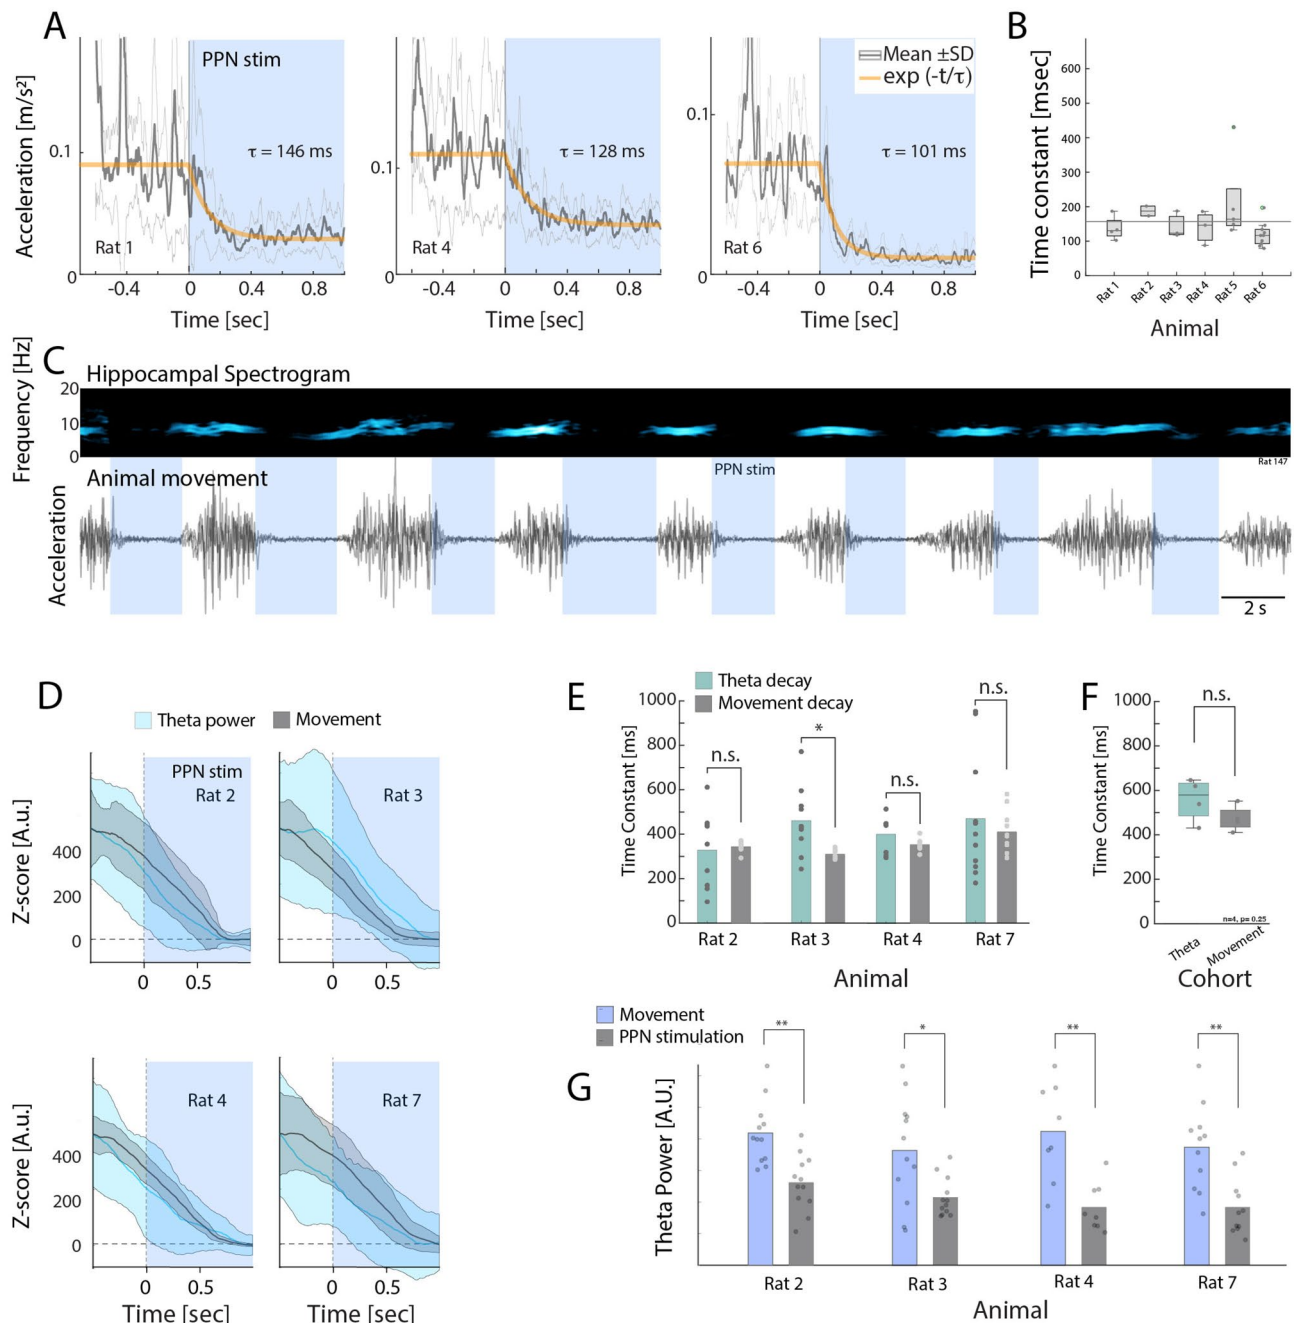 A
Acceleration [m/s²]
PPN stim
0.1
τ = 146 ms
Rat 1
0
-0.4 0 0.4 0.8
Time [sec]
0.1
τ = 128 ms
Rat 4
0
-0.4 0 0.4 0.8
Time [sec]
Mean ±SD
exp (-t/τ)
0.1
τ = 101 ms
Rat 6
0
-0.4 0 0.4 0.8
Time [sec]
B
Time constant [msec]
600
500
400
300
200
100
0
Rat 1 Rat 2 Rat 3 Rat 4 Rat 5 Rat 6
Animal
C
Hippocampal Spectrogram
Frequency [Hz]
20
10
0
Rat 147
Animal movement
PPN stim
Acceleration
2 s
D
Theta power Movement
Z-score [A.u.]
PPN stim
Rat 2
400
200
0
0 0.5
Rat 3
0 0.5
Z-score [A.u.]
Rat 4
400
200
0
0 0.5
Time [sec]
Rat 7
0 0.5
Time [sec]
E
Theta decay
Movement decay
Time Constant [ms]
1000
800
600
400
200
0
n.s.
*
n.s.
n.s.
Rat 2 Rat 3 Rat 4 Rat 7
Animal
F
Time Constant [ms]
1000
800
600
400
200
0
n.s.
n=4, p= 0.25
Theta Movement
Cohort
G
Movement
PPN stimulation
Theta Power [A.U.]
** * ** **
Rat 2 Rat 3 Rat 4 Rat 7
Animal